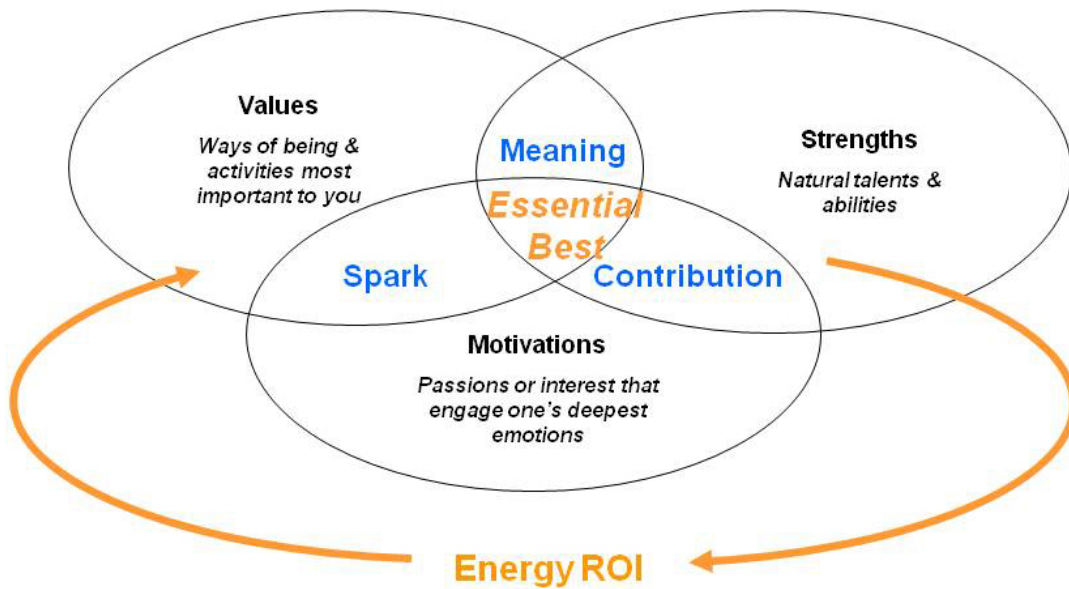 Values
Ways of being &
activities most
important to you
Meaning
Strengths
Natural talents &
abilities
Essential
Best
Spark
Contribution
Motivations
Passions or interest that
engage one's deepest
emotions
Energy ROI